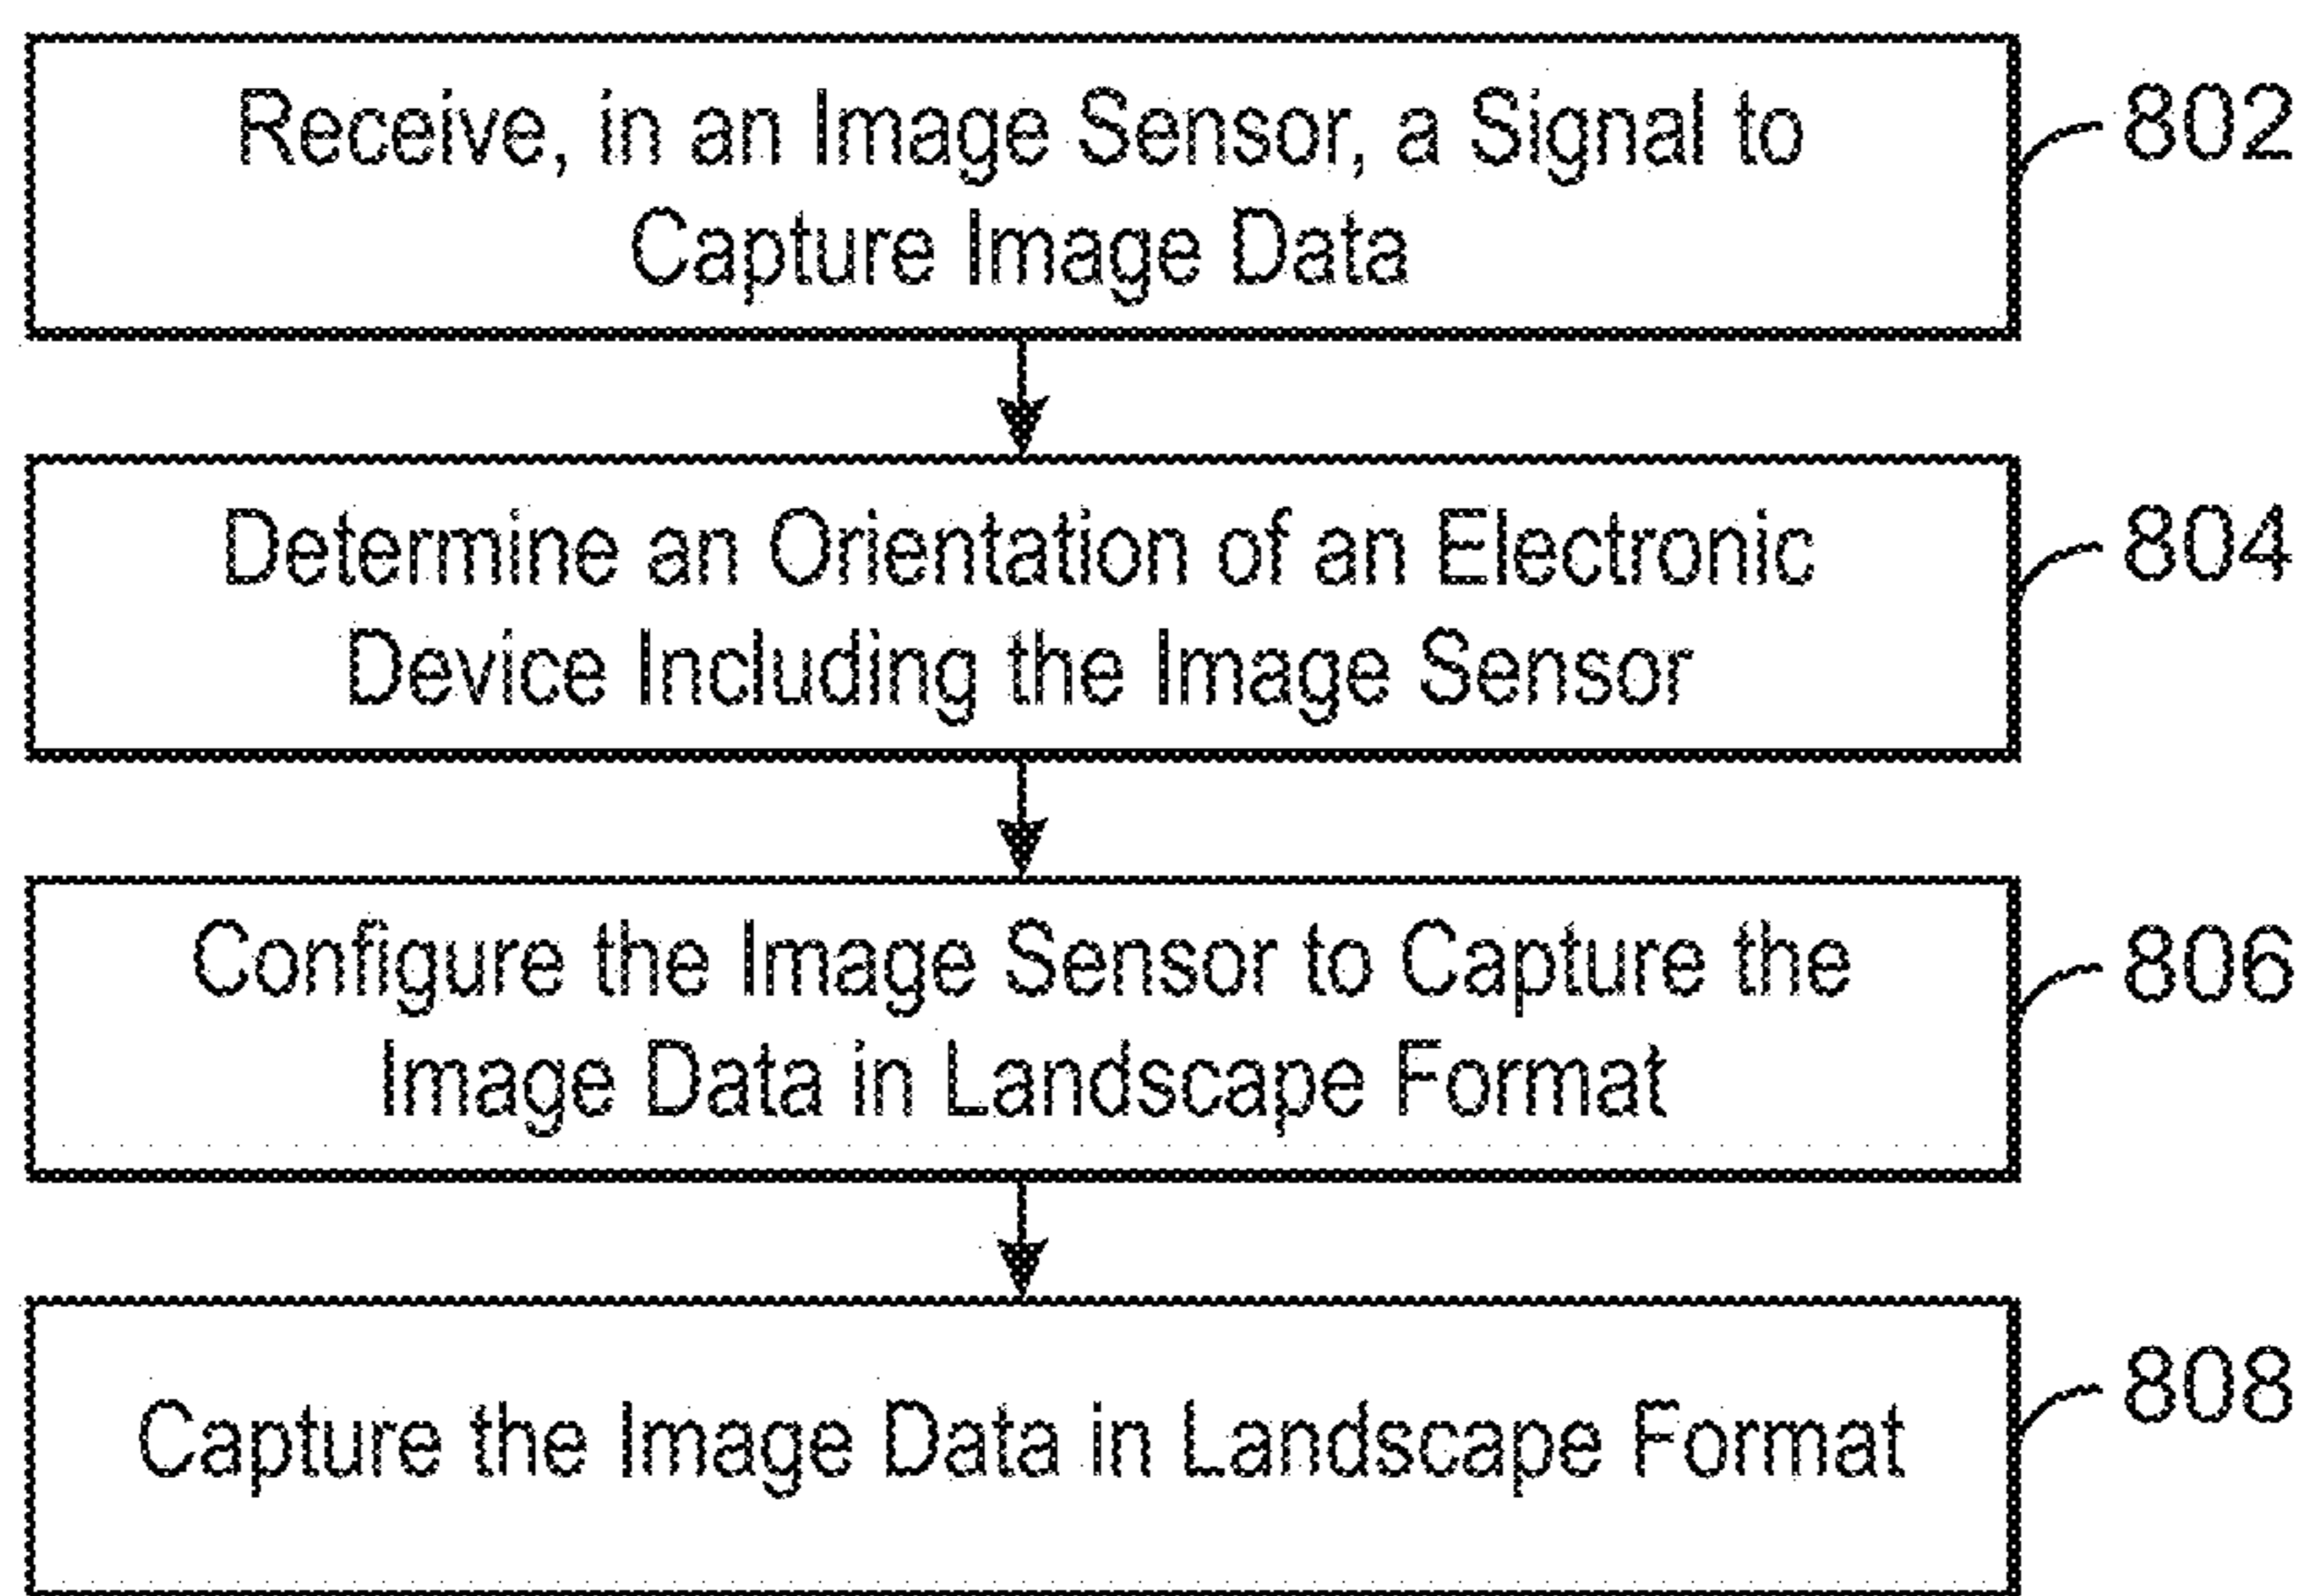 Receive, in an Image Sensor, a Signal to
Capture Image Data
802
Determine an Orientation of an Electronic
Device Including the Image Sensor
804
Configure the Image Sensor to Capture the
Image Data in Landscape Format
806
Capture the Image Data in Landscape Format
808